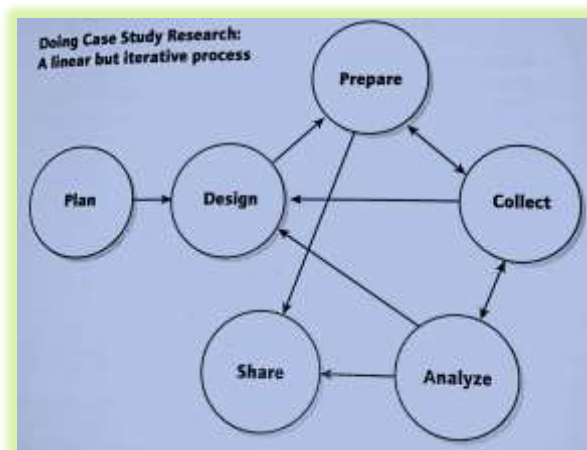 Doing Case Study Research:
A linear but iterative process
Prepare
Plan
Design
Collect
Share
Analyze